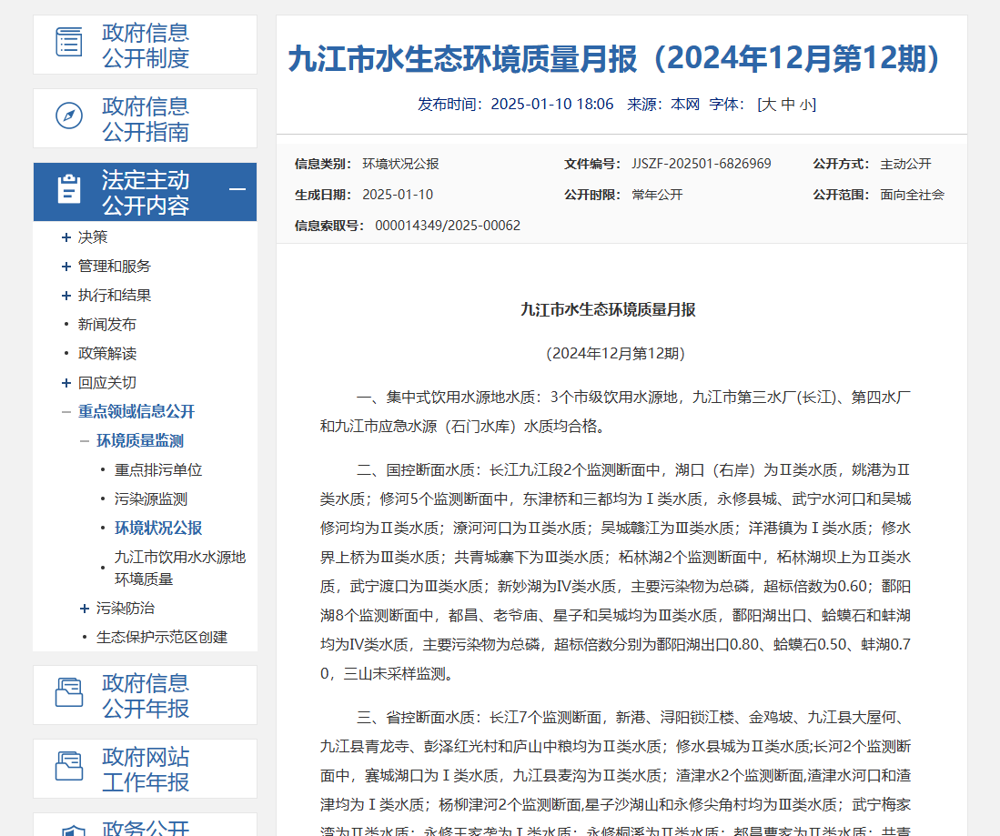 政府信息
公开制度
政府信息
公开指南
法定主动
公开内容
决策
管理和服务
执行和结果
新闻发布
政策解读
回应关切
重点领域信息公开
环境质量监测
重点排污单位
污染源监测
环境状况公报
九江市饮用水水源地
环境质量
污染防治
生态保护示范区创建
政府信息
公开年报
政府网站
工作年报
政务公开
九江市水生态环境质量月报（2024年12月第12期）
发布时间：2025-01-10 18:06 来源：本网 字体： [大 中 小]
信息类别： 环境状况公报 文件编号： JJSZF-202501-6826969 公开方式： 主动公开
生成日期： 2025-01-10 公开时限： 常年公开 公开范围： 面向全社会
信息索取号： 000014349/2025-00062
九江市水生态环境质量月报
（2024年12月第12期）
一、集中式饮用水源地水质：3个市级饮用水源地，九江市第三水厂(长江)、第四水厂
和九江市应急水源（石门水库）水质均合格。
二、国控断面水质：长江九江段2个监测断面中，湖口（右岸）为Ⅱ类水质，姚港为Ⅱ
类水质；修河5个监测断面中，东津桥和三都均为Ⅰ类水质，永修县城、武宁水河口和吴城
修河均为Ⅱ类水质；潦河河口为Ⅱ类水质；吴城赣江为Ⅲ类水质；洋港镇为Ⅰ类水质；修水
界上桥为Ⅲ类水质；共青城寨下为Ⅲ类水质；柘林湖2个监测断面中，柘林湖坝上为Ⅱ类水
质，武宁渡口为Ⅲ类水质；新妙湖为Ⅳ类水质，主要污染物为总磷，超标倍数为0.60；鄱阳
湖8个监测断面中，都昌、老爷庙、星子和吴城均为Ⅲ类水质，鄱阳湖出口、蛤蟆石和蚌湖
均为Ⅳ类水质，主要污染物为总磷，超标倍数分别为鄱阳湖出口0.80、蛤蟆石0.50、蚌湖0.7
0，三山未采样监测。
三、省控断面水质：长江7个监测断面，新港、浔阳锁江楼、金鸡坡、九江县大屋何、
九江县青龙寺、彭泽红光村和庐山中粮均为Ⅱ类水质；修水县城为Ⅱ类水质;长河2个监测断
面中，赛城湖口为Ⅰ类水质，九江县麦沟为Ⅱ类水质；渣津水2个监测断面,渣津水河口和渣
津均为Ⅰ类水质；杨柳津河2个监测断面,星子沙湖山和永修尖角村均为Ⅲ类水质；武宁梅家
湾为Ⅱ类水质；永修王家垄为Ⅰ类水质；永修桐溪为Ⅱ类水质；都昌曹家为Ⅱ类水质；共青